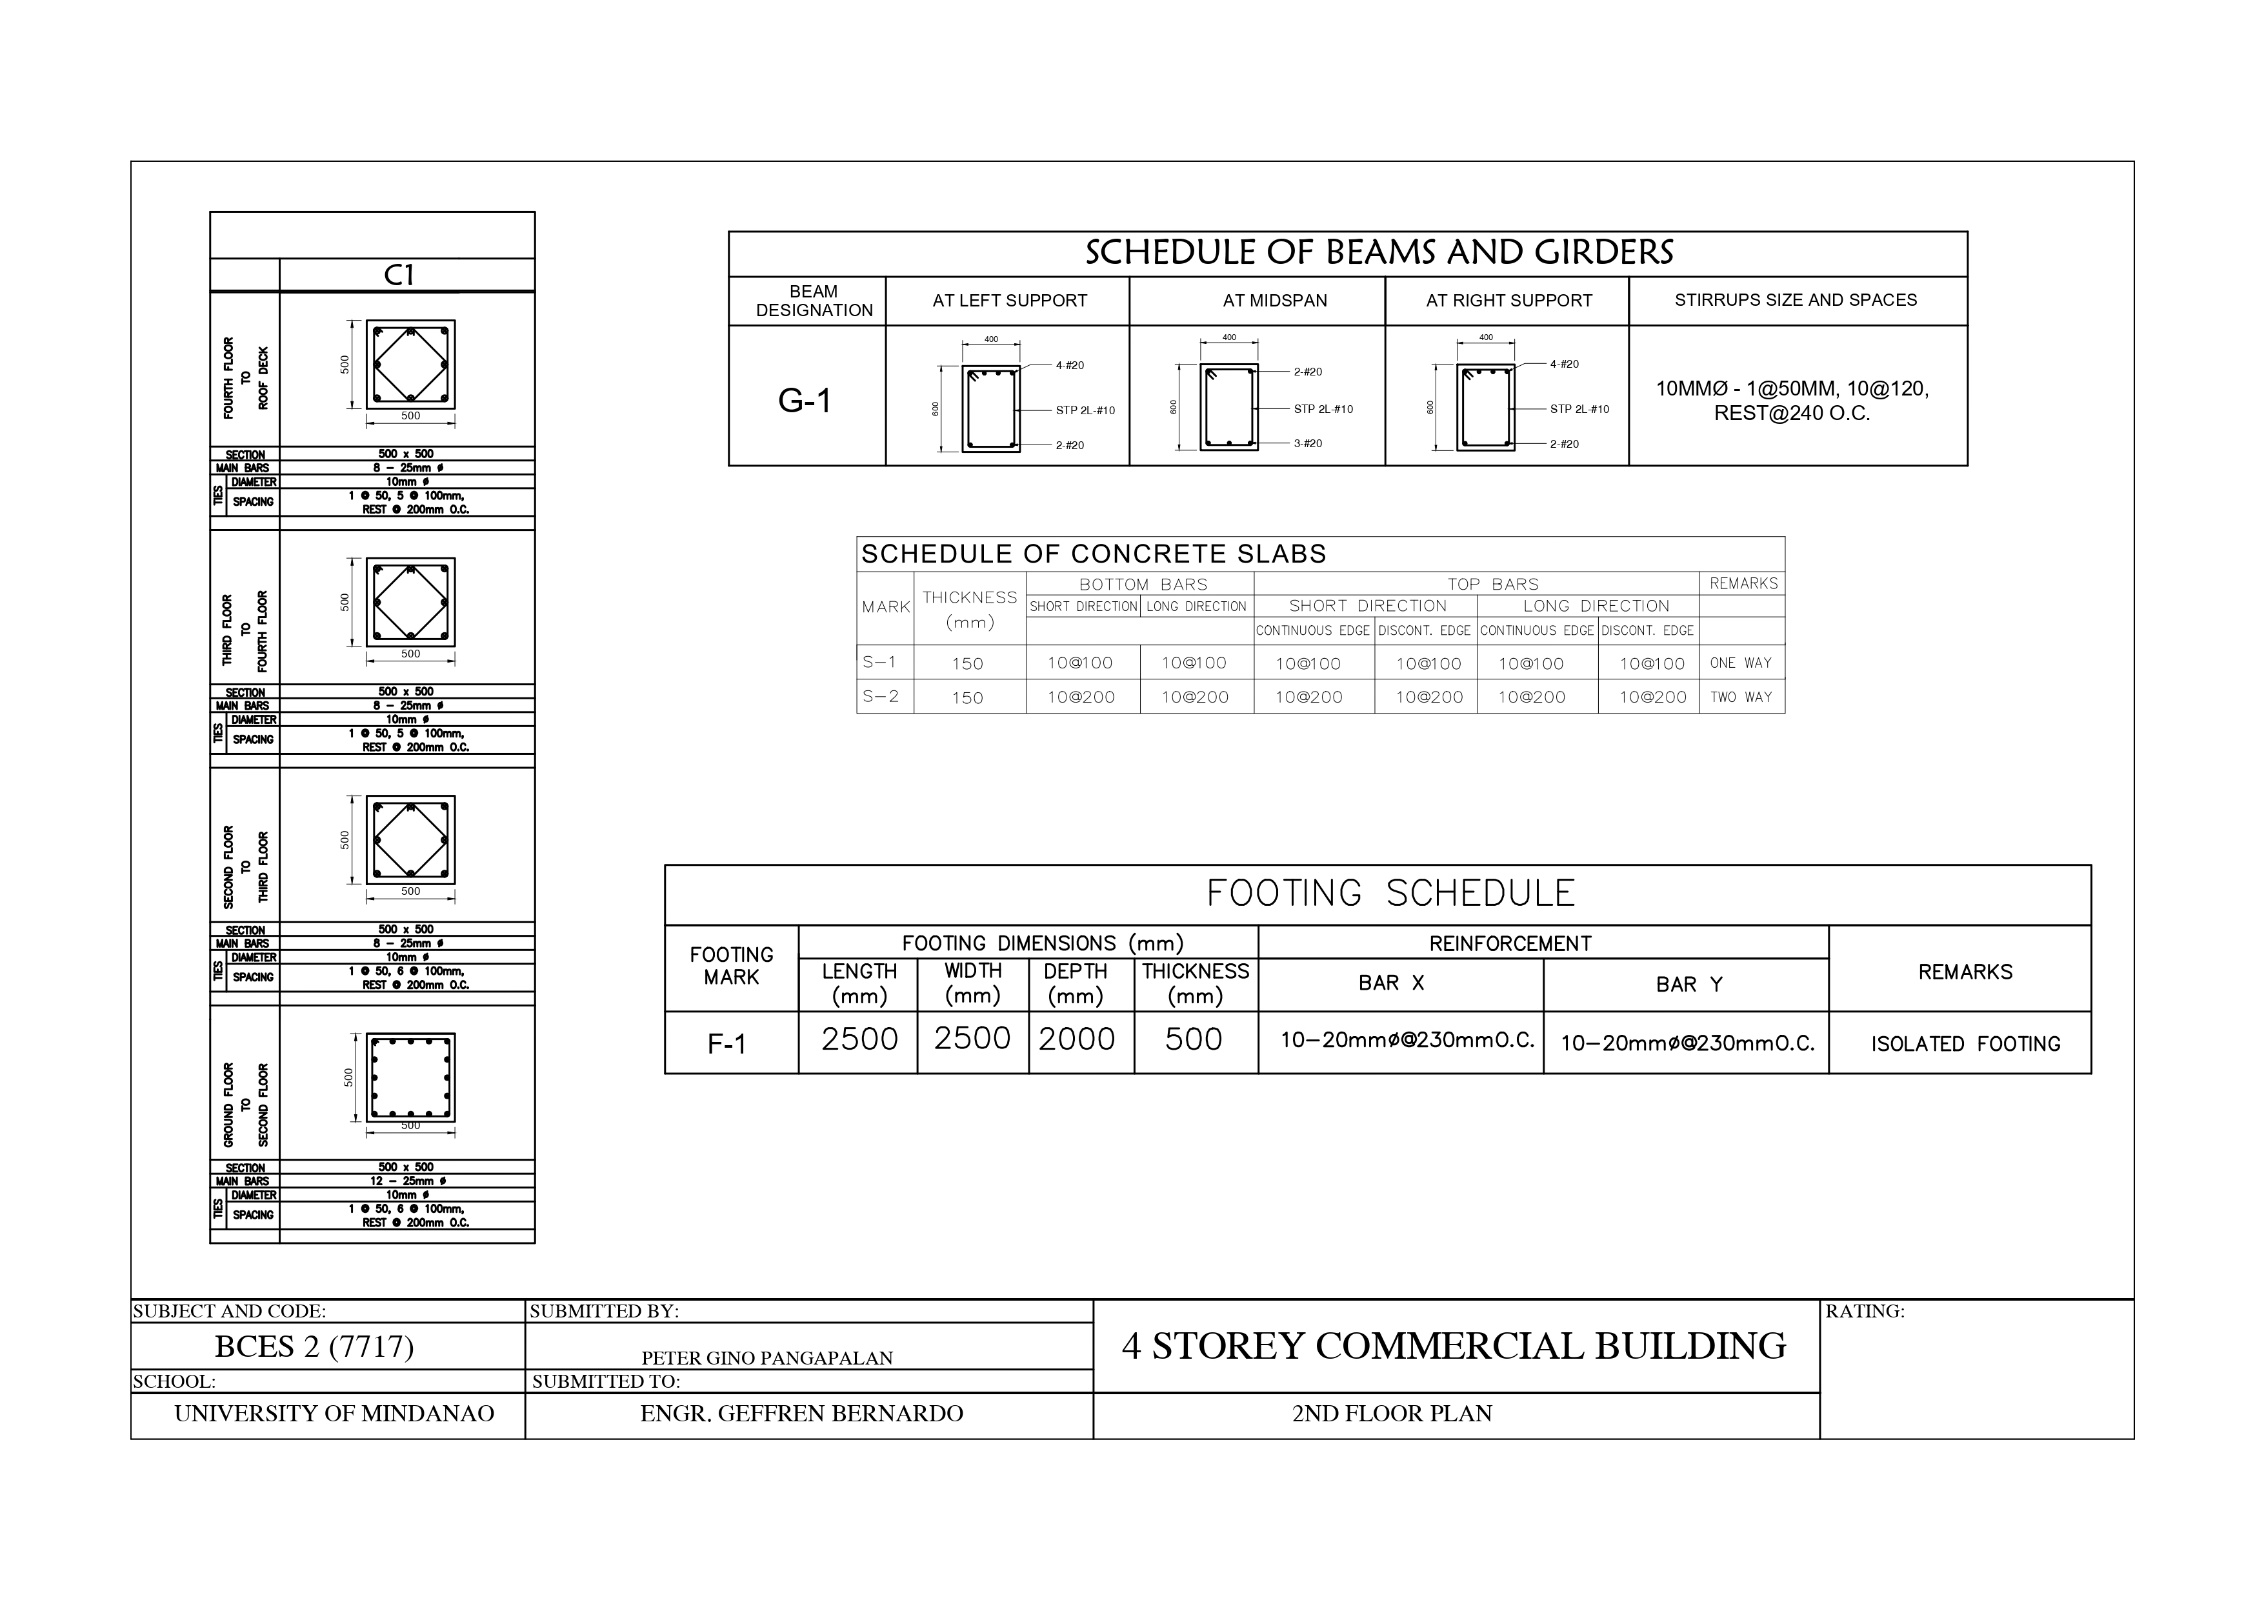 C1
FOURTH FLOOR
TO
ROOF DECK
500
500
SECTION
500 x 500
MAIN BARS
8 – 25mm ø
TIES
DIAMETER
10mm ø
SPACING
1 @ 50, 5 @ 100mm,
REST @ 200mm O.C.
THIRD FLOOR
TO
FOURTH FLOOR
500
500
SECTION
500 x 500
MAIN BARS
8 – 25mm ø
TIES
DIAMETER
10mm ø
SPACING
1 @ 50, 5 @ 100mm,
REST @ 200mm O.C.
SECOND FLOOR
TO
THIRD FLOOR
500
500
SECTION
500 x 500
MAIN BARS
8 – 25mm ø
TIES
DIAMETER
10mm ø
SPACING
1 @ 50, 6 @ 100mm,
REST @ 200mm O.C.
GROUND FLOOR
TO
SECOND FLOOR
500
500
SECTION
500 x 500
MAIN BARS
12 – 25mm ø
TIES
DIAMETER
10mm ø
SPACING
1 @ 50, 6 @ 100mm,
REST @ 200mm O.C.
SCHEDULE OF BEAMS AND GIRDERS
BEAM
DESIGNATION
AT LEFT SUPPORT
AT MIDSPAN
AT RIGHT SUPPORT
STIRRUPS SIZE AND SPACES
G-1
400
600
4-#20
STP 2L-#10
2-#20
400
600
2-#20
STP 2L-#10
3-#20
400
600
4-#20
STP 2L-#10
2-#20
10MMØ - 1@50MM, 10@120,
REST@240 O.C.
SCHEDULE OF CONCRETE SLABS
MARK
THICKNESS
(mm)
BOTTOM BARS
TOP BARS
REMARKS
SHORT DIRECTION
LONG DIRECTION
SHORT DIRECTION
LONG DIRECTION
CONTINUOUS EDGE
DISCONT. EDGE
CONTINUOUS EDGE
DISCONT. EDGE
S–1 150 10@100 10@100 10@100 10@100 10@100 10@100 ONE WAY
S–2 150 10@200 10@200 10@200 10@200 10@200 10@200 TWO WAY
FOOTING SCHEDULE
FOOTING
MARK
FOOTING DIMENSIONS (mm)
REINFORCEMENT
REMARKS
LENGTH
(mm)
WIDTH
(mm)
DEPTH
(mm)
THICKNESS
(mm)
BAR X
BAR Y
F-1 2500 2500 2000 500 10–20mmø@230mmO.C. 10–20mmø@230mmO.C. ISOLATED FOOTING
SUBJECT AND CODE:
BCES 2 (7717)
SCHOOL:
UNIVERSITY OF MINDANAO
SUBMITTED BY:
PETER GINO PANGAPALAN
SUBMITTED TO:
ENGR. GEFFREN BERNARDO
4 STOREY COMMERCIAL BUILDING
2ND FLOOR PLAN
RATING: